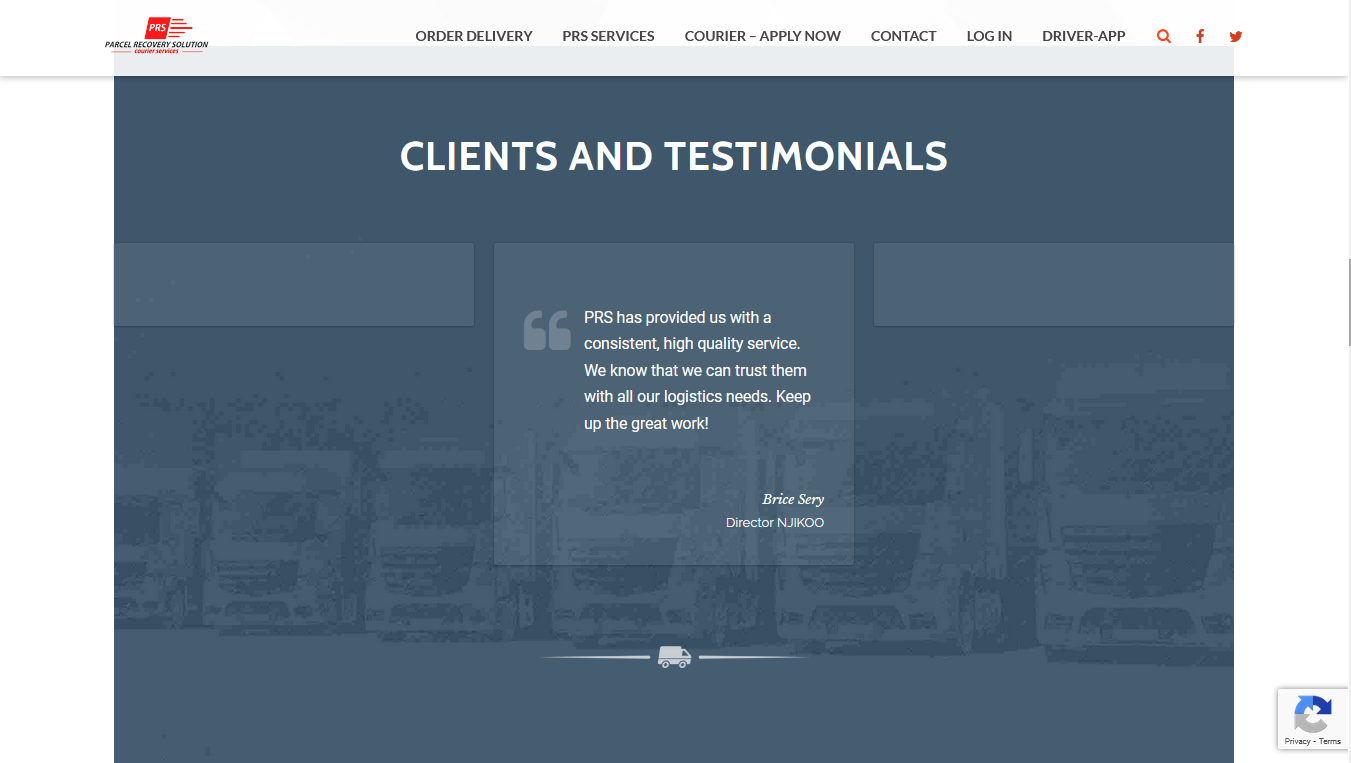 PRS
PARCEL RECOVERY SOLUTION
courier services
ORDER DELIVERY
PRS SERVICES
COURIER – APPLY NOW
CONTACT
LOG IN
DRIVER-APP
CLIENTS AND TESTIMONIALS
PRS has provided us with a
consistent, high quality service.
We know that we can trust them
with all our logistics needs. Keep
up the great work!
Brice Sery
Director NJIKOO
Privacy - Terms